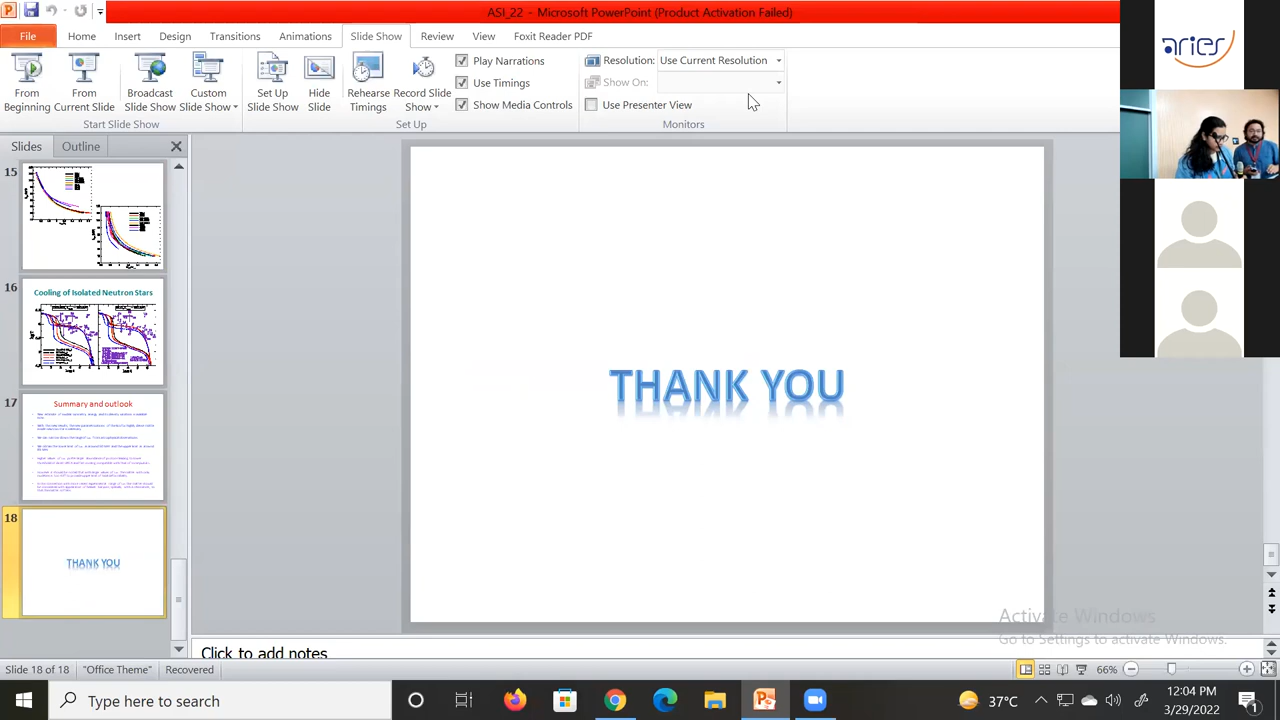 ASI_22 – Microsoft PowerPoint (Product Activation Failed)
File
Home
Insert
Design
Transitions
Animations
Slide Show
Review
View
Foxit Reader PDF
From Beginning
From Current Slide
Broadcast Slide Show
Custom Slide Show
Set Up Slide Show
Hide Slide
Rehearse Timings
Record Slide Show
Play Narrations
Use Timings
Show Media Controls
Resolution: Use Current Resolution
Show On:
Use Presenter View
Start Slide Show
Set Up
Monitors
aries
Slides
Outline
15
16
Cooling of Isolated Neutron Stars
17
Summary and outlook
18
THANK YOU
THANK YOU
Activate Windows
Go to Settings to activate Windows.
Click to add notes
Slide 18 of 18
"Office Theme"
Recovered
66%
Type here to search
37°C
12:04 PM
3/29/2022
1